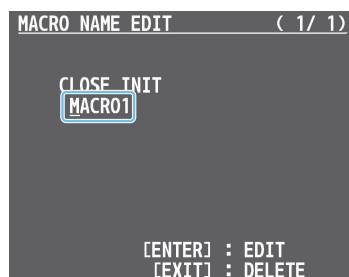 MACRO NAME EDIT ( 1/ 1)
CLOSE INIT
MACRO1
[ENTER] : EDIT
[EXIT] : DELETE